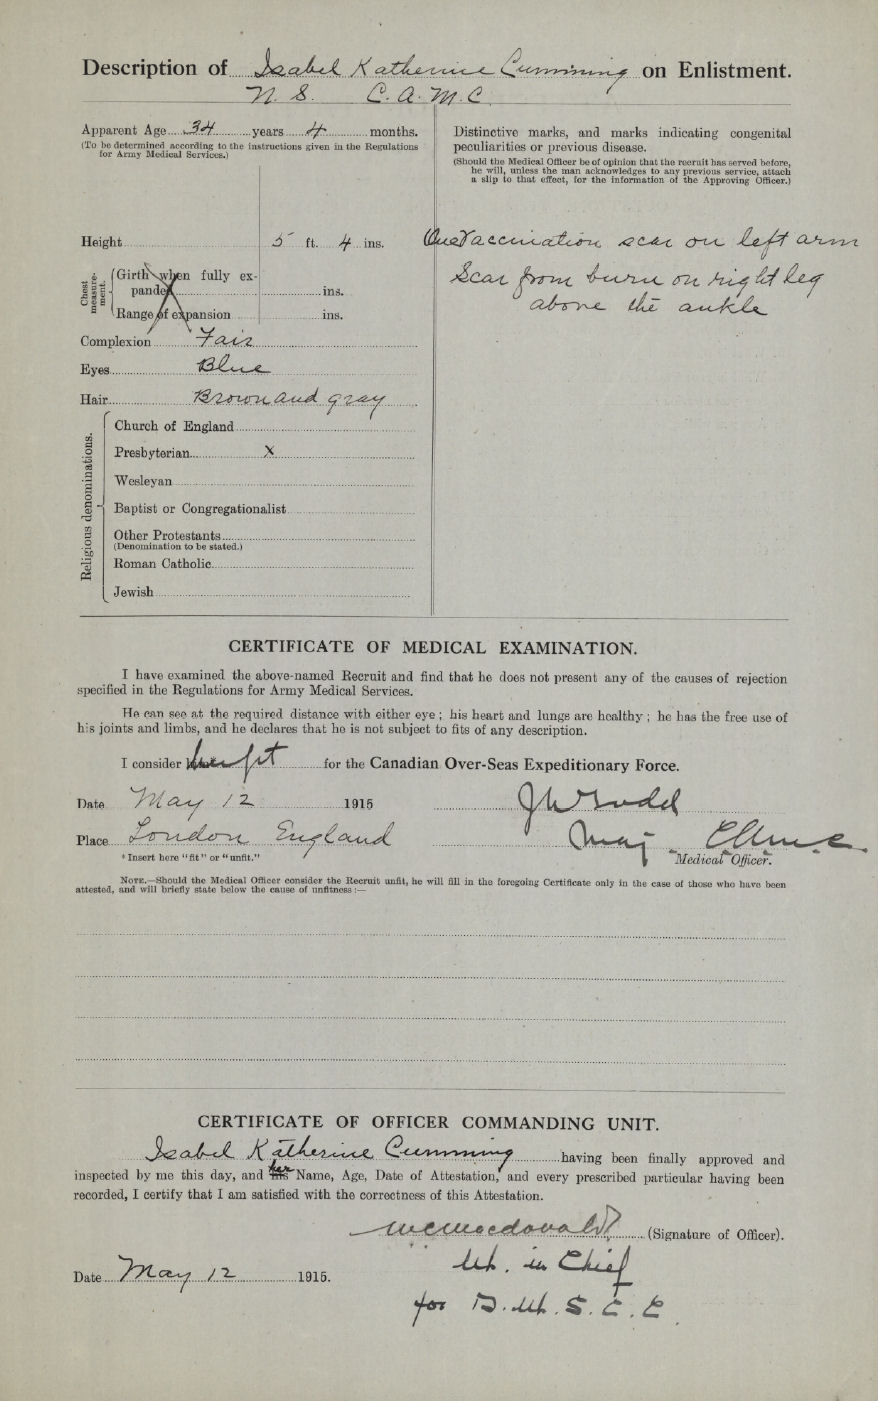 Description of Isabel Katherine Cumming on Enlistment.
N. S. C. A. M. C.
Apparent Age 34 years 4 months.
(To be determined according to the instructions given in the Regulations
for Army Medical Services.)
Distinctive marks, and marks indicating congenital
peculiarities or previous disease.
(Should the Medical Officer be of opinion that the recruit has served before,
he will, unless the man acknowledges to any previous service, attach
a slip to that effect, for the information of the Approving Officer.)
Height 5 ft. 4 ins.
One Vaccination scar on left arm
Scar from burn on right leg
above the ankle
Chest measure-ment.
Girth when fully ex-
panded ins.
Range of expansion ins.
Complexion Fair
Eyes Blue
Hair Brown and gray
Religious denominations.
Church of England
Presbyterian x
Wesleyan
Baptist or Congregationalist
Other Protestants
(Denomination to be stated.)
Roman Catholic
Jewish
CERTIFICATE OF MEDICAL EXAMINATION.
I have examined the above-named Recruit and find that he does not present any of the causes of rejection
specified in the Regulations for Army Medical Services.
He can see at the required distance with either eye; his heart and lungs are healthy; he has the free use of
his joints and limbs, and he declares that he is not subject to fits of any description.
I consider her fit for the Canadian Over-Seas Expeditionary Force.
Date May 12 1915
Place London England
Maj
*Insert here "fit" or "unfit."
Medical Officer.
NOTE.—Should the Medical Officer consider the Recruit unfit, he will fill in the foregoing Certificate only in the case of those who have been
attested, and will briefly state below the cause of unfitness:—
CERTIFICATE OF OFFICER COMMANDING UNIT.
Isabel Katherine Cumming having been finally approved and
inspected by me this day, and her his Name, Age, Date of Attestation, and every prescribed particular having been
recorded, I certify that I am satisfied with the correctness of this Attestation.
(Signature of Officer).
M. in Chief
Date May 12 1915.
for D. M. S. C. C.